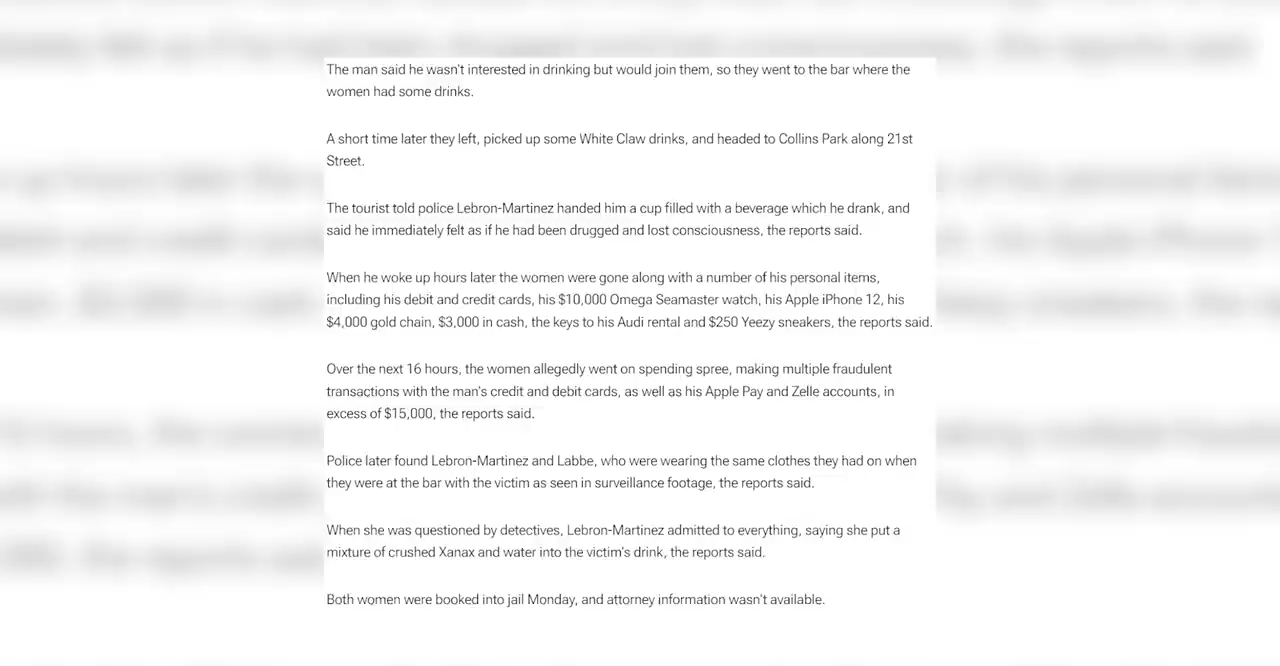 The man said he wasn't interested in drinking but would join them, so they went to the bar where the
women had some drinks.
A short time later they left, picked up some White Claw drinks, and headed to Collins Park along 21st
Street.
The tourist told police Lebron-Martinez handed him a cup filled with a beverage which he drank, and
said he immediately felt as if he had been drugged and lost consciousness, the reports said.
When he woke up hours later the women were gone along with a number of his personal items,
including his debit and credit cards, his $10,000 Omega Seamaster watch, his Apple iPhone 12, his
$4,000 gold chain, $3,000 in cash, the keys to his Audi rental and $250 Yeezy sneakers, the reports said.
Over the next 16 hours, the women allegedly went on spending spree, making multiple fraudulent
transactions with the man's credit and debit cards, as well as his Apple Pay and Zelle accounts, in
excess of $15,000, the reports said.
Police later found Lebron-Martinez and Labbe, who were wearing the same clothes they had on when
they were at the bar with the victim as seen in surveillance footage, the reports said.
When she was questioned by detectives, Lebron-Martinez admitted to everything, saying she put a
mixture of crushed Xanax and water into the victim's drink, the reports said.
Both women were booked into jail Monday, and attorney information wasn't available.